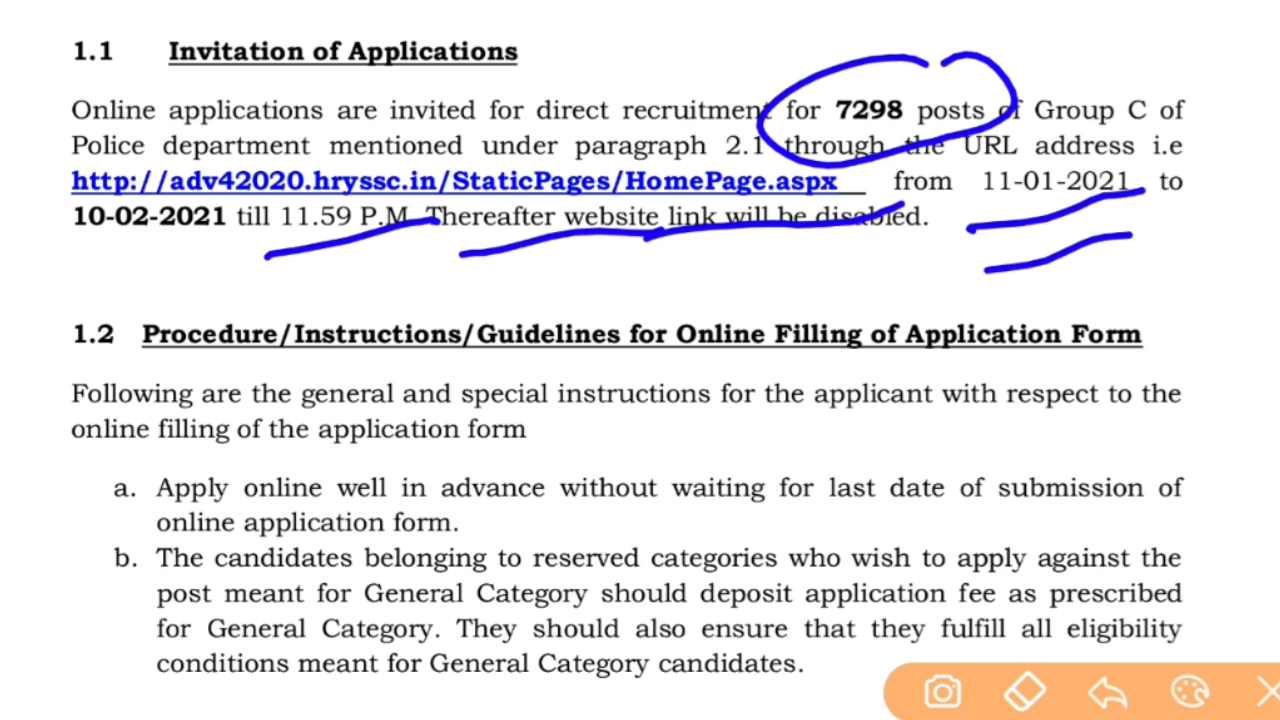 1.1 Invitation of Applications
Online applications are invited for direct recruitment for 7298 posts of Group C of
Police department mentioned under paragraph 2.1 through the URL address i.e
http://adv42020.hryssc.in/StaticPages/HomePage.aspx from 11-01-2021 to
10-02-2021 till 11.59 P.M. Thereafter website link will be disabled.
1.2 Procedure/Instructions/Guidelines for Online Filling of Application Form
Following are the general and special instructions for the applicant with respect to the
online filling of the application form
a. Apply online well in advance without waiting for last date of submission of
online application form.
b. The candidates belonging to reserved categories who wish to apply against the
post meant for General Category should deposit application fee as prescribed
for General Category. They should also ensure that they fulfill all eligibility
conditions meant for General Category candidates.